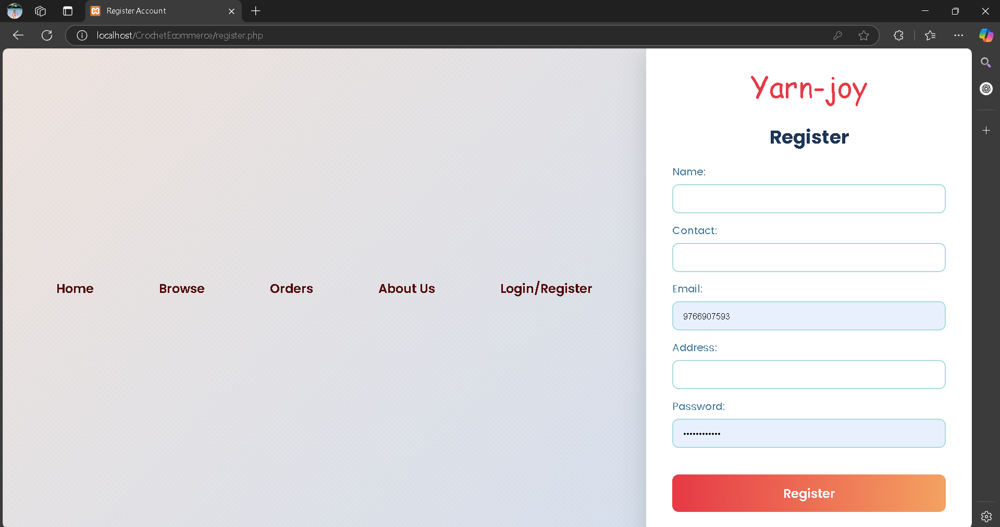 Register Account
localhost/CrochetEcommerce/register.php
Home Browse Orders About Us Login/Register
Yarn-joy
Register
Name:
Contact:
Email:
9766907593
Address:
Password:
••••••••••••
Register